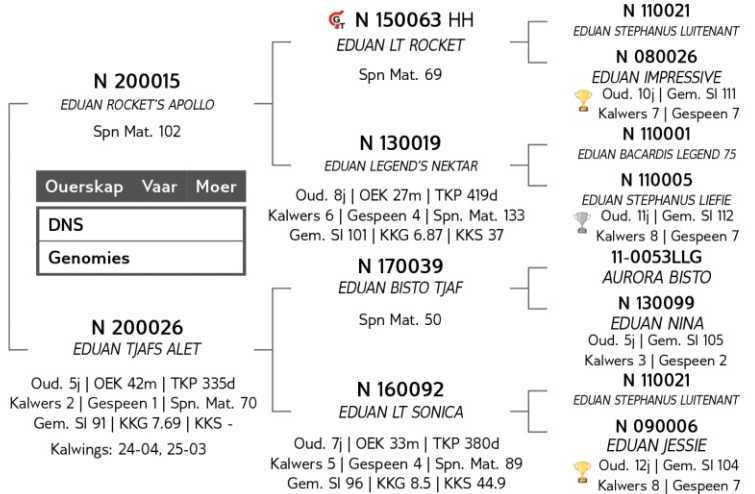 N 200015
EDUAN ROCKET'S APOLLO
Spn Mat. 102
Ouerskap Vaar Moer
DNS
Genomies
N 200026
EDUAN TJAFS ALET
Oud. 5j | OEK 42m | TKP 335d
Kalwers 2 | Gespeen 1 | Spn. Mat. 70
Gem. SI 91 | KKG 7.69 | KKS -
Kalwings: 24-04, 25-03
GT N 150063 HH
EDUAN LT ROCKET
Spn Mat. 69
N 130019
EDUAN LEGEND'S NEKTAR
Oud. 8j | OEK 27m | TKP 419d
Kalwers 6 | Gespeen 4 | Spn. Mat. 133
Gem. SI 101 | KKG 6.87 | KKS 37
N 170039
EDUAN BISTO TJAF
Spn Mat. 50
N 160092
EDUAN LT SONICA
Oud. 7j | OEK 33m | TKP 380d
Kalwers 5 | Gespeen 4 | Spn. Mat. 89
Gem. SI 96 | KKG 8.5 | KKS 44.9
N 110021
EDUAN STEPHANUS LUITENANT
N 080026
EDUAN IMPRESSIVE
Oud. 10j | Gem. SI 111
Kalwers 7 | Gespeen 7
N 110001
EDUAN BACARDIS LEGEND 75
N 110005
EDUAN STEPHANUS LIEFIE
Oud. 11j | Gem. SI 112
Kalwers 8 | Gespeen 7
11-0053LLG
AURORA BISTO
N 130099
EDUAN NINA
Oud. 5j | Gem. SI 105
Kalwers 3 | Gespeen 2
N 110021
EDUAN STEPHANUS LUITENANT
N 090006
EDUAN JESSIE
Oud. 12j | Gem. SI 104
Kalwers 8 | Gespeen 7